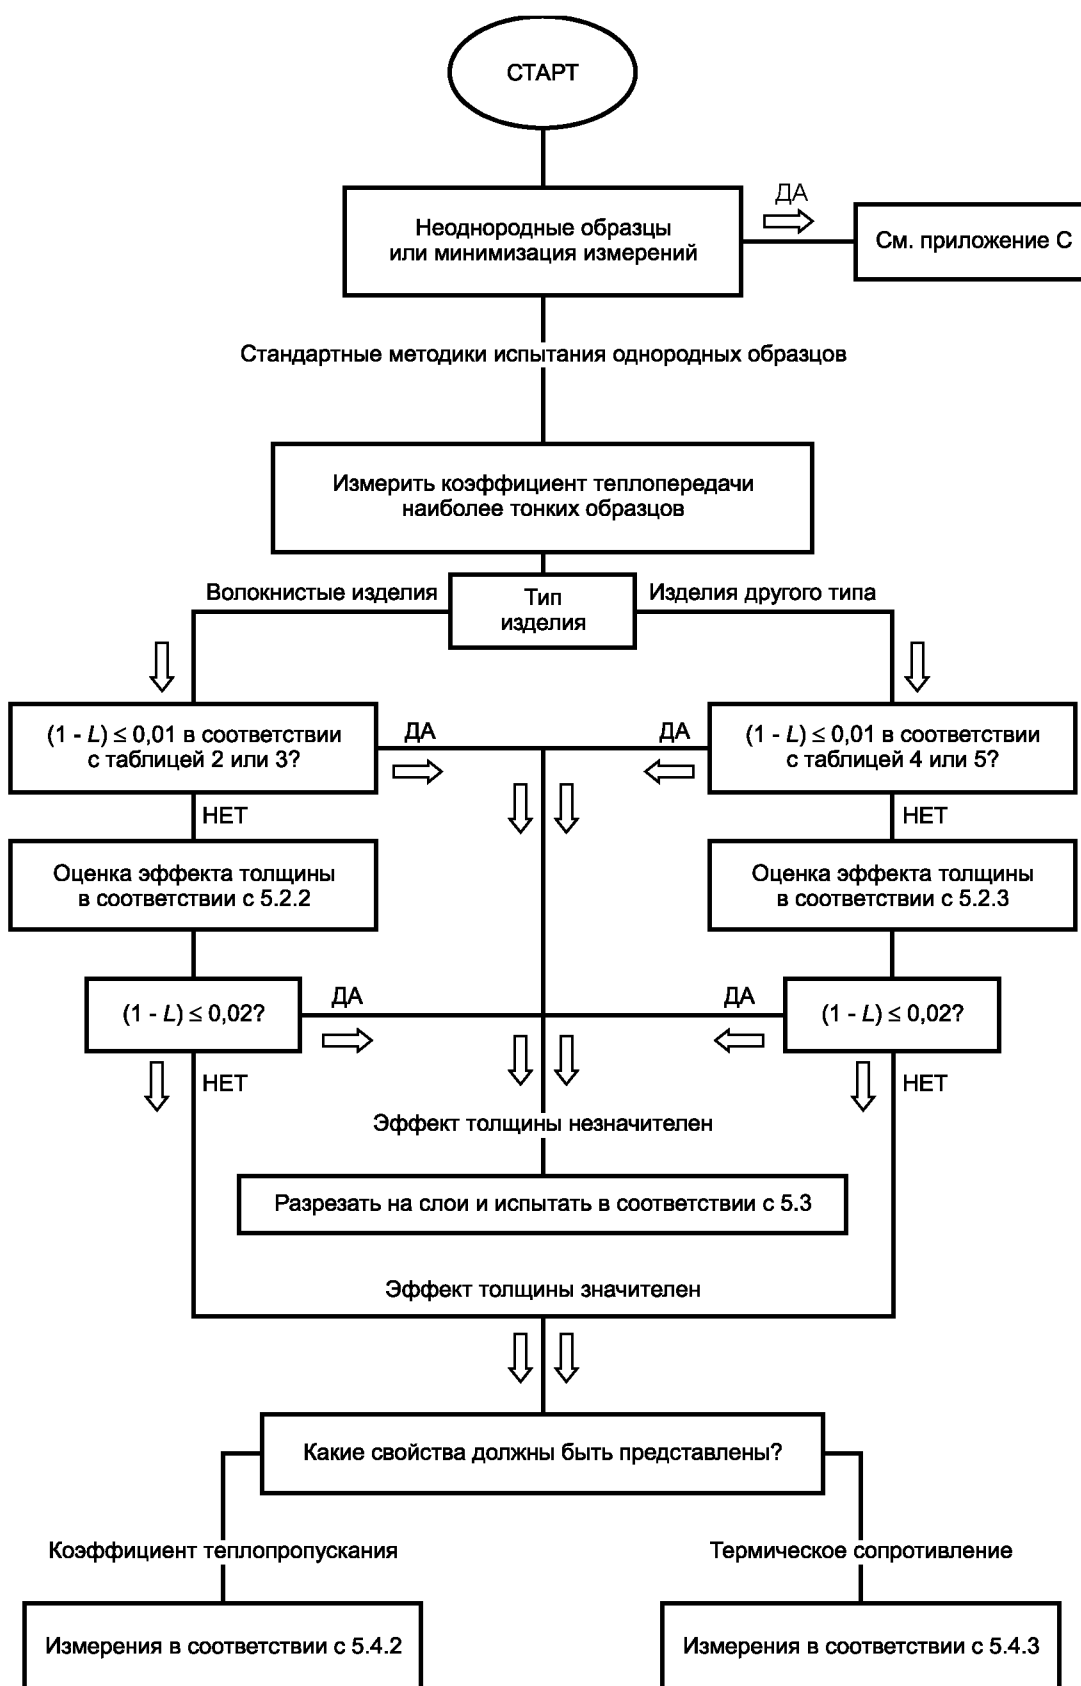 СТАРТ
ДА
Неоднородные образцы
или минимизация измерений
См. приложение С
Стандартные методики испытания однородных образцов
Измерить коэффициент теплопередачи
наиболее тонких образцов
Волокнистые изделия
Тип
изделия
Изделия другого типа
(1 - L) ≤ 0,01 в соответствии
с таблицей 2 или 3?
ДА
ДА
(1 - L) ≤ 0,01 в соответствии
с таблицей 4 или 5?
НЕТ
НЕТ
Оценка эффекта толщины
в соответствии с 5.2.2
Оценка эффекта толщины
в соответствии с 5.2.3
(1 - L) ≤ 0,02?
ДА
ДА
(1 - L) ≤ 0,02?
НЕТ
НЕТ
Эффект толщины незначителен
Разрезать на слои и испытать в соответствии с 5.3
Эффект толщины значителен
Какие свойства должны быть представлены?
Коэффициент теплопропускания
Термическое сопротивление
Измерения в соответствии с 5.4.2
Измерения в соответствии с 5.4.3